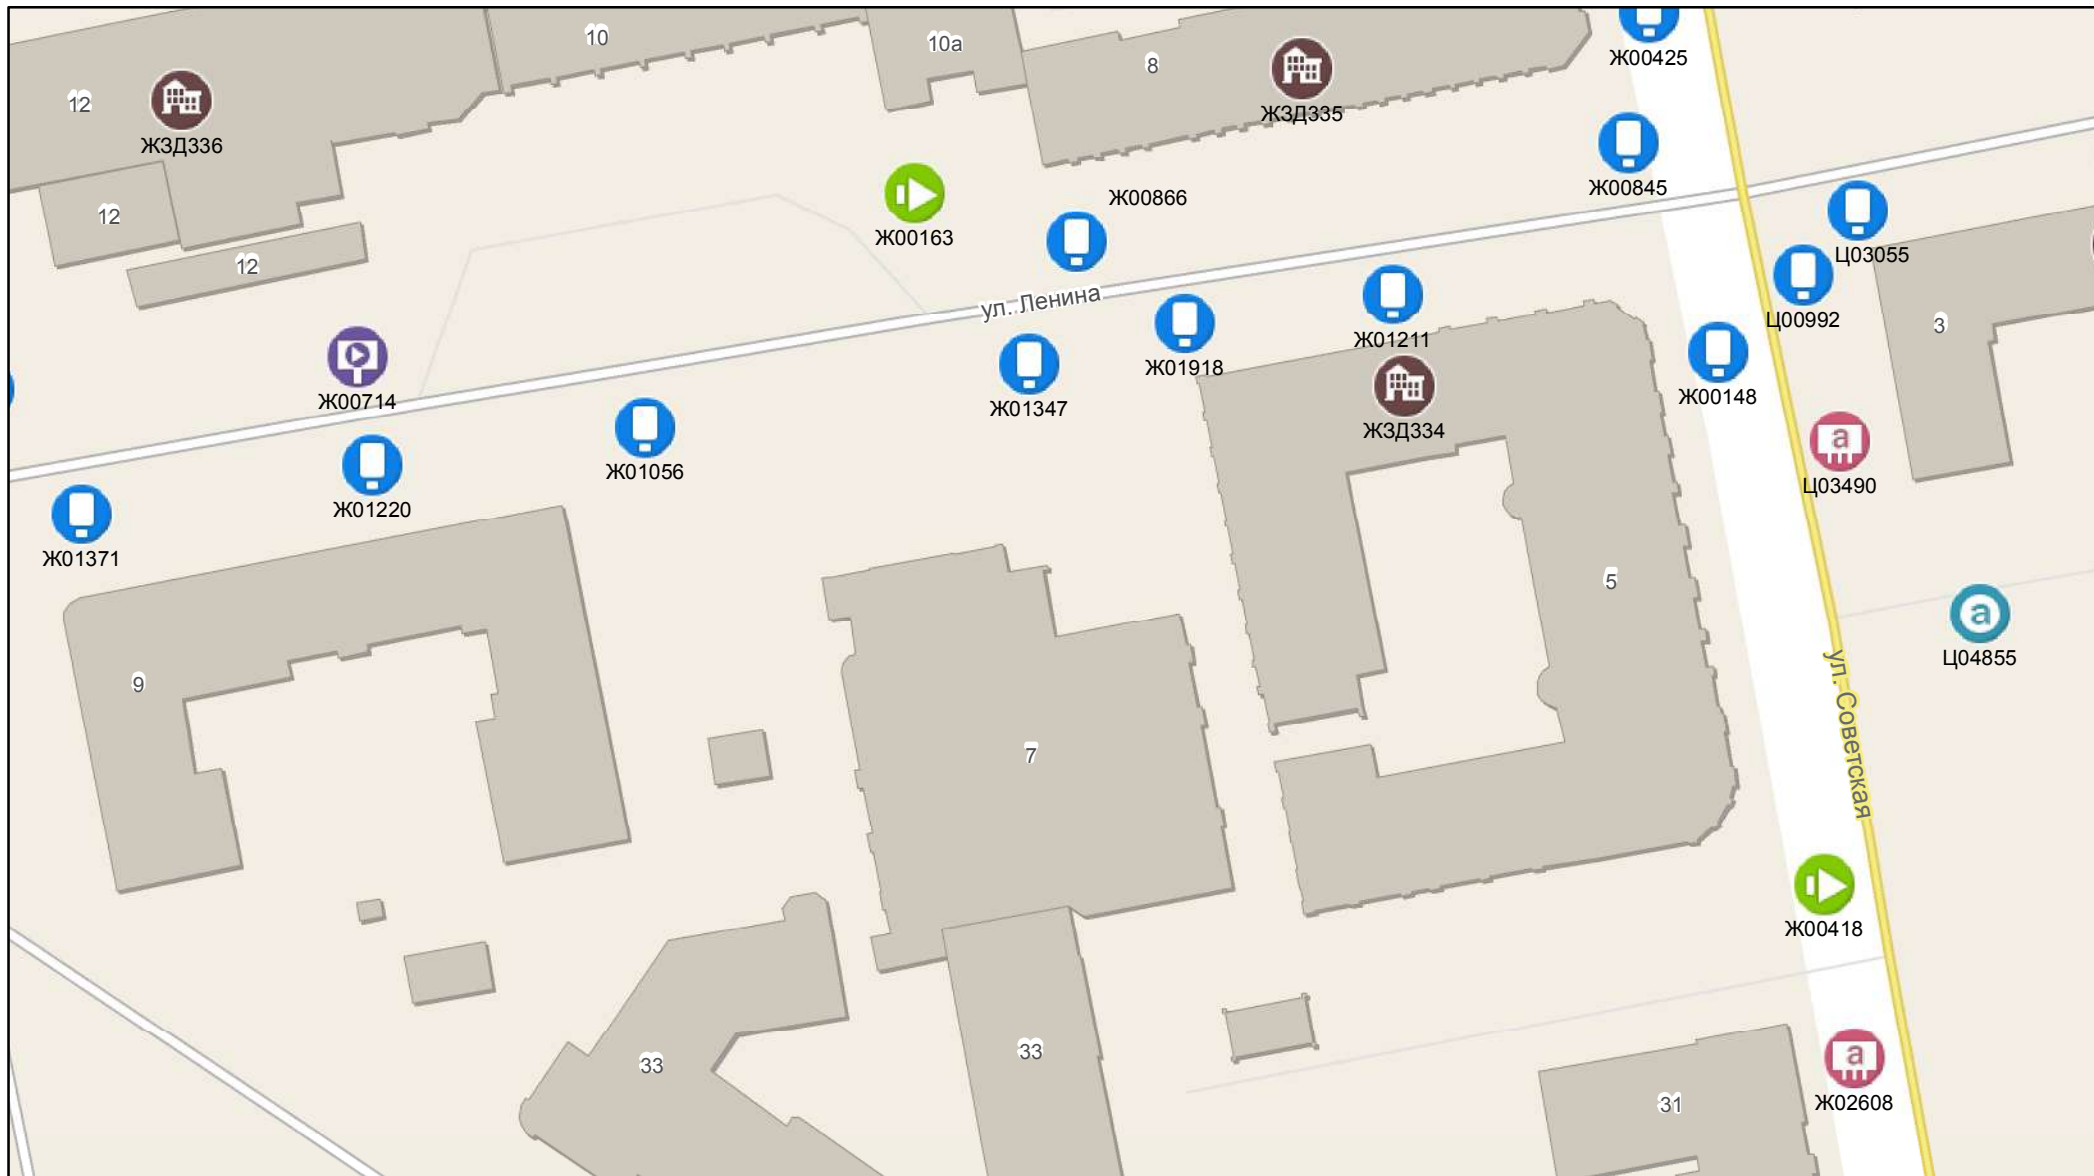 10
10а
8
Ж00425
12
ЖЗД336
ЖЗД335
Ж00845
Ж00866
12
Ж00163
Ц03055
12
ул. Ленина
Ц00992
3
Ж01211
Ж01918
Ж00714
Ж01347
Ж00148
ЖЗД334
Ж01056
Ц03490
Ж01220
Ж01371
5
Ц04855
9
ул. Советская
7
Ж00418
33
33
31
Ж02608
а
а
а